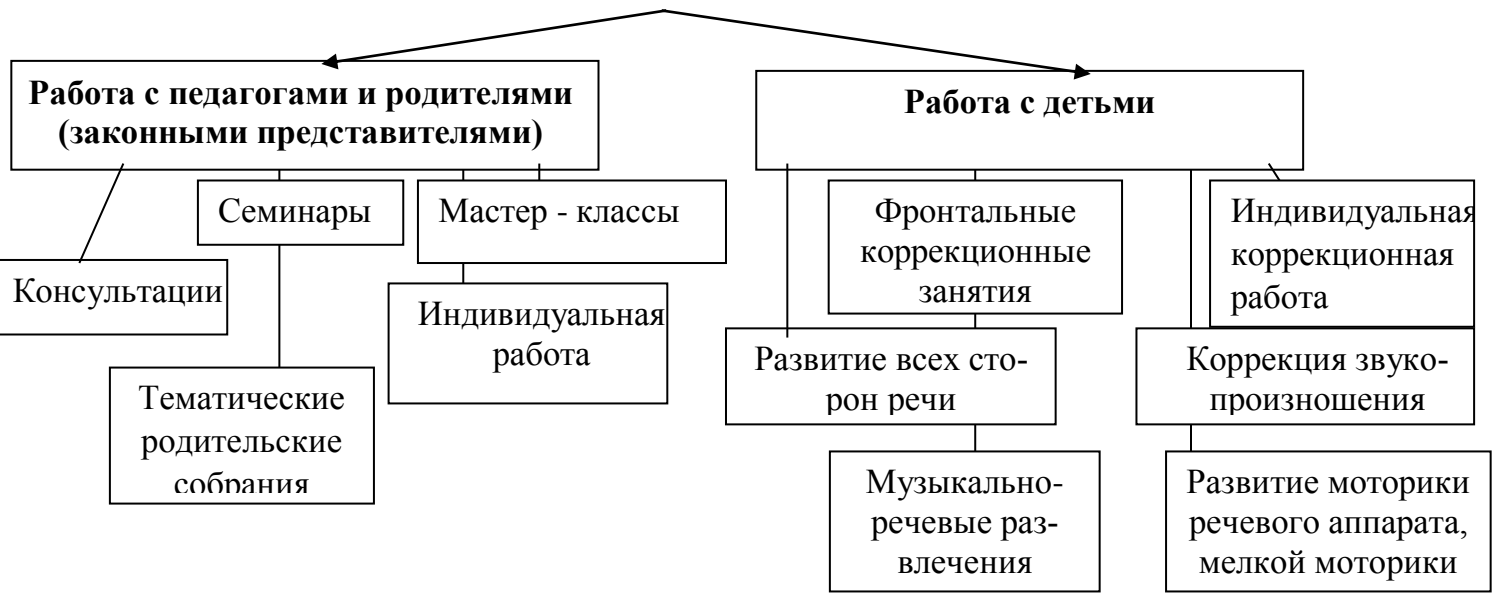 Работа с педагогами и родителями
(законными представителями)
Работа с детьми
Семинары
Мастер - классы
Консультации
Индивидуальная
работа
Тематические
родительские
собрания
Фронтальные
коррекционные
занятия
Индивидуальная
коррекционная
работа
Развитие всех сто-
рон речи
Коррекция звуко-
произношения
Музыкально-
речевые раз-
влечения
Развитие моторики
речевого аппарата,
мелкой моторики